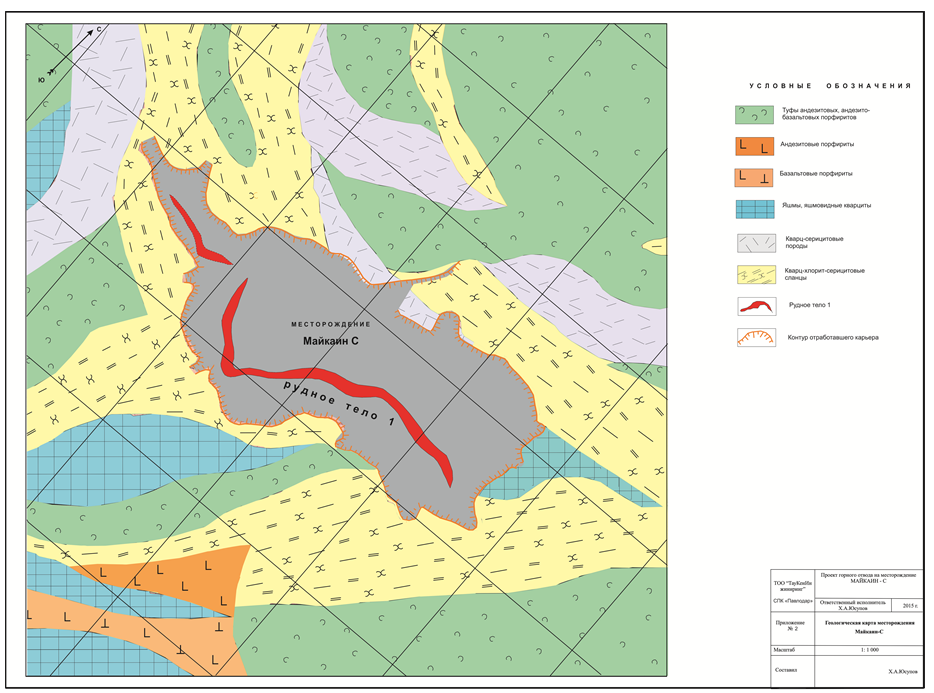 С
Ю
МЕСТОРОЖДЕНИЕ
Майкаин С
рудное тело 1
УСЛОВНЫЕ ОБОЗНАЧЕНИЯ
Туфы андезитовых, андезито-
базальтовых порфиритов
Андезитовые порфириты
Базальтовые порфириты
Яшмы, яшмовидные кварциты
Кварц-серицитовые
породы
Кварц-хлорит-серицитовые
сланцы
Рудное тело 1
Контур отработавшего карьера
ТОО "ТауКенИн
жиниринг"
СПК «Павлодар»
Проект горного отвода на месторождение
МАЙКАИН - С
Ответственный исполнитель
Х.А.Юсупов
2015 г.
Приложение
№ 2
Геологическая карта месторождения
Майкаин-С
Масштаб
1: 1 000
Составил
Х.А.Юсупов